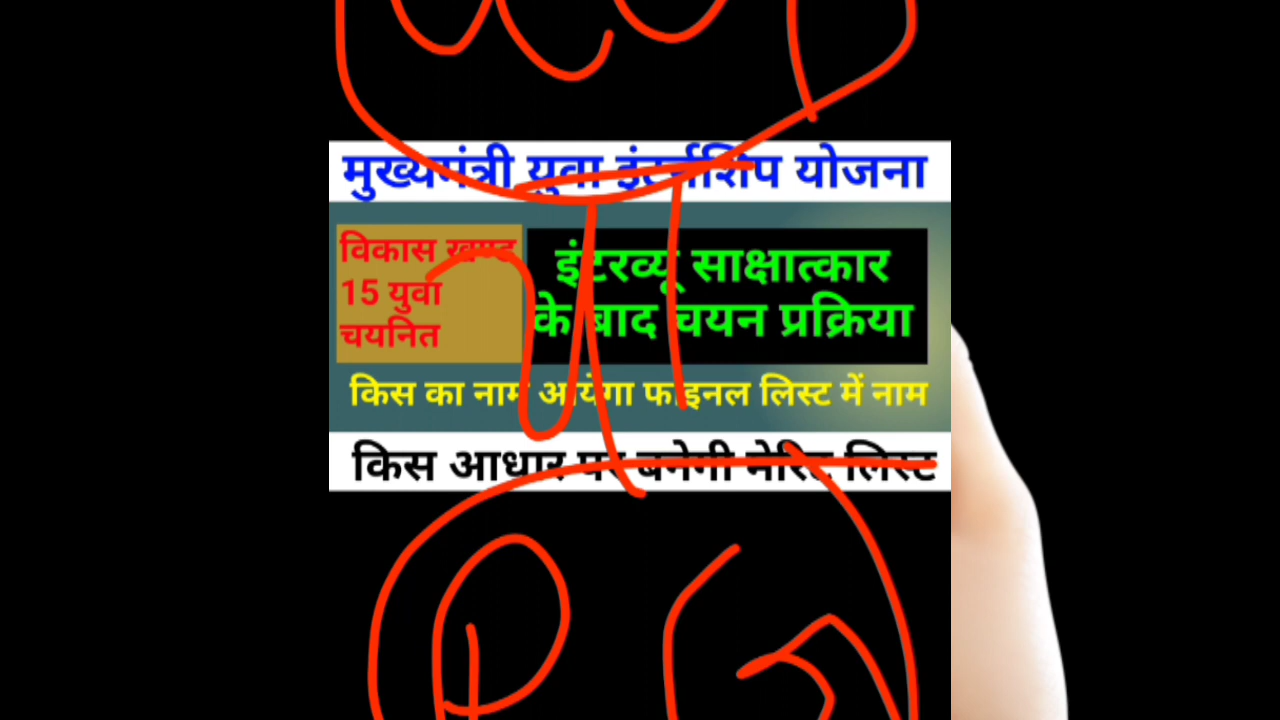 मुख्यमंत्री युवा इंटर्नशिप योजना
विकास खण्ड
15 युवा
चयनित
इंटरव्यू साक्षात्कार
के बाद चयन प्रक्रिया
किस का नाम आयेगा फाइनल लिस्ट में नाम
किस आधार पर बनेगी मेरिट लिस्ट